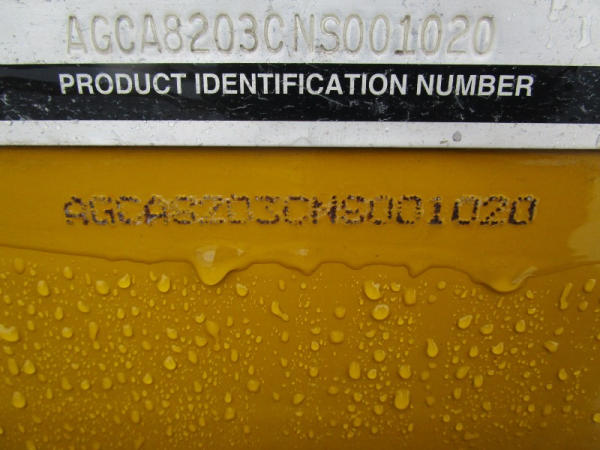 AGCA8203CNS001020
PRODUCT IDENTIFICATION NUMBER
AGCA8203CNS001020